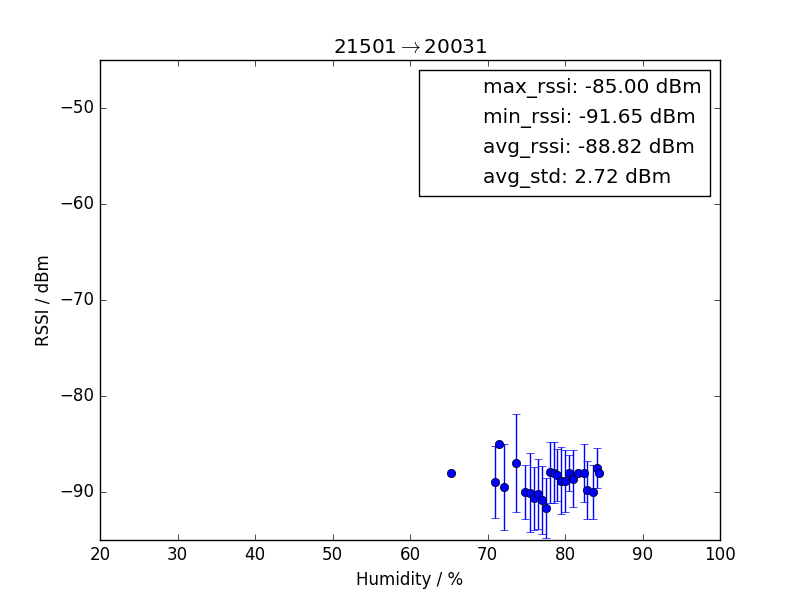 21501→20031
max_rssi: -85.00 dBm
min_rssi: -91.65 dBm
avg_rssi: -88.82 dBm
avg_std: 2.72 dBm
RSSI / dBm
−50
−60
−70
−80
−90
20 30 40 50 60 70 80 90 100
Humidity / %